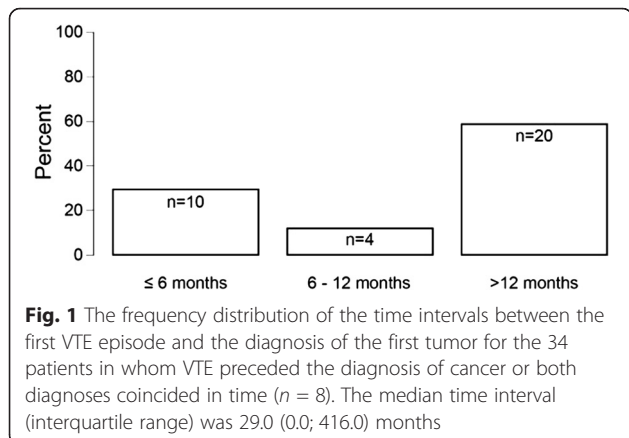 100
80
60
40
20
0
Percent
n=10
n=4
n=20
≤ 6 months 6 - 12 months >12 months
Fig. 1 The frequency distribution of the time intervals between the
first VTE episode and the diagnosis of the first tumor for the 34
patients in whom VTE preceded the diagnosis of cancer or both
diagnoses coincided in time (n = 8). The median time interval
(interquartile range) was 29.0 (0.0; 416.0) months